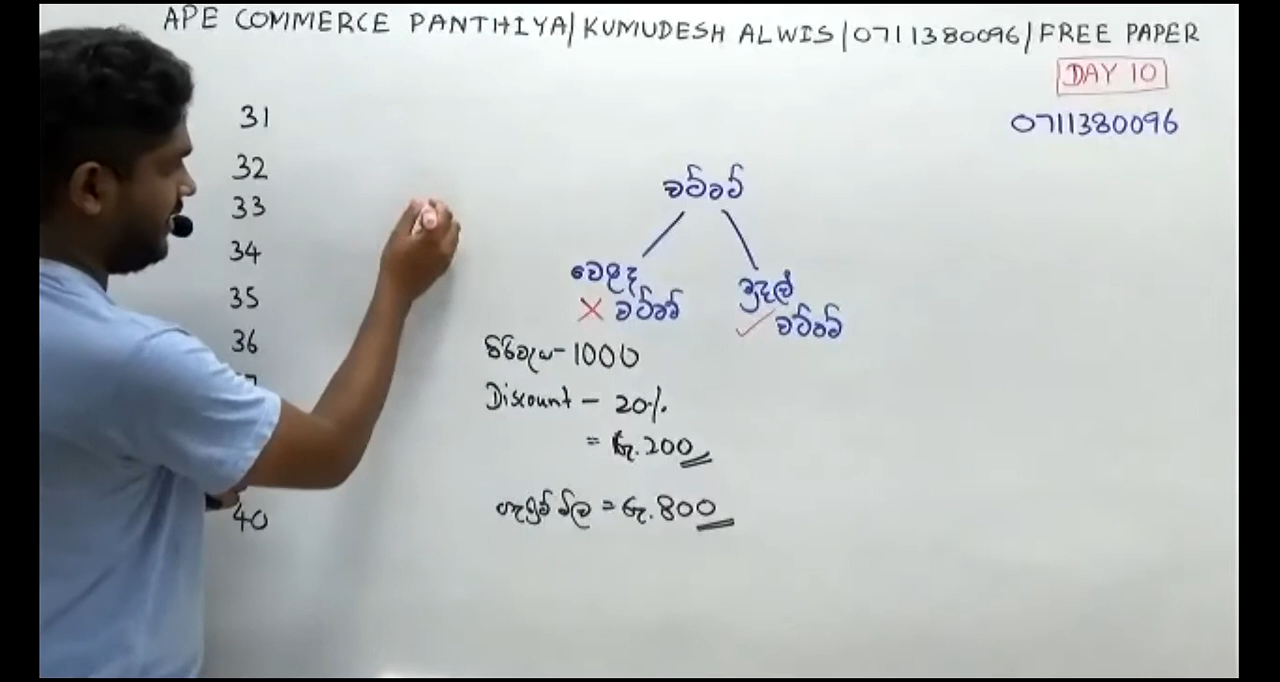 APE COMMERCE PANTHIYA/KUMUDESH ALWIS/0711380096/FREE PAPER
DAY 10
0711380096
31
32
33
34
35
36
40
වට්ටම්
වෙළඳ
× වට්ටම්
මුදල්
✓ වට්ටම්
පිරිවැය - 1000
Discount - 20%
= රු. 200
ගැණුම් මිල = රු. 800